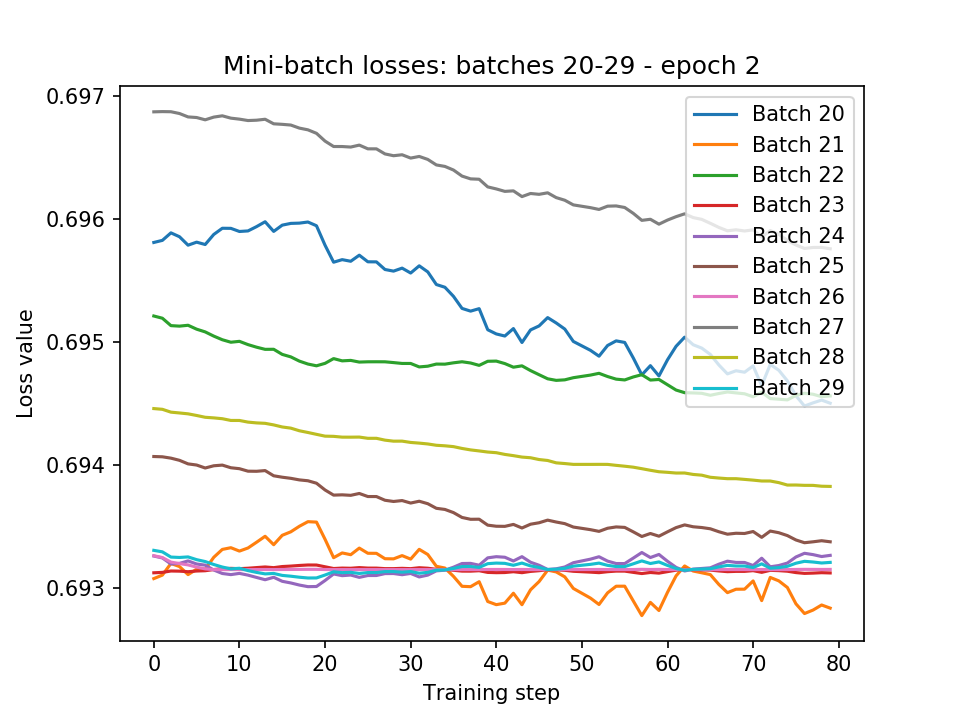 Mini-batch losses: batches 20-29 - epoch 2
0.697
0.696
0.695
0.694
0.693
Loss value
0 10 20 30 40 50 60 70 80
Training step
Batch 20
Batch 21
Batch 22
Batch 23
Batch 24
Batch 25
Batch 26
Batch 27
Batch 28
Batch 29